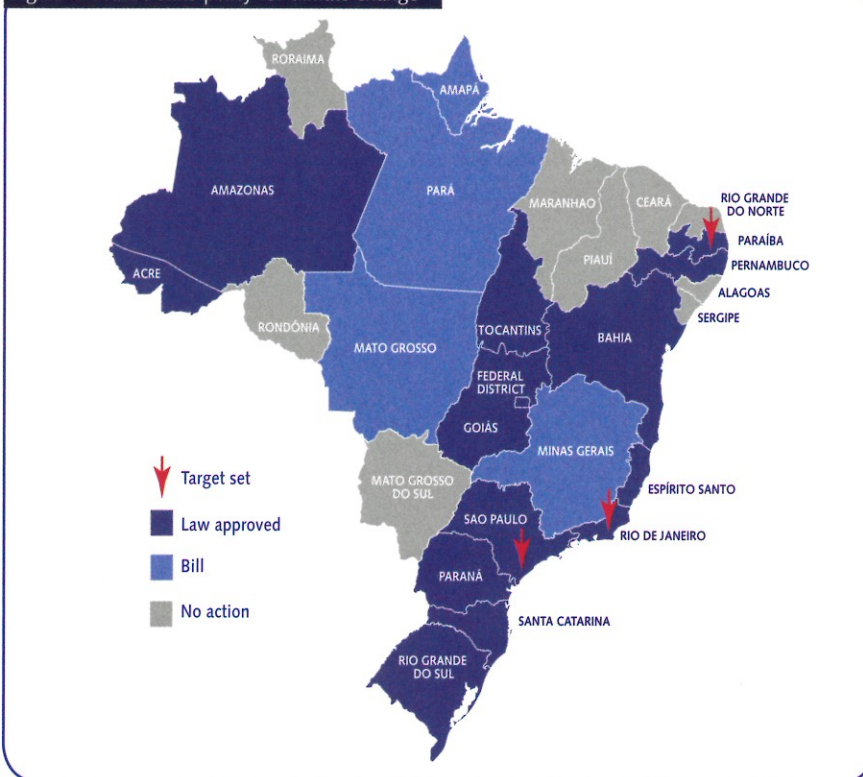 RORAIMA
AMAPÁ
AMAZONAS
PARÁ
MARANHAO
CEARÁ
RIO GRANDE
DO NORTE
PARAÍBA
PERNAMBUCO
PIAUÍ
ACRE
ALAGOAS
SERGIPE
RONDÔNIA
TOCANTINS
MATO GROSSO
BAHIA
FEDERAL
DISTRICT
GOIÁS
MINAS GERAIS
MATO GROSSO
DO SUL
ESPÍRITO SANTO
SAO PAULO
RIO DE JANEIRO
PARANÁ
SANTA CATARINA
RIO GRANDE
DO SUL
Target set
Law approved
Bill
No action